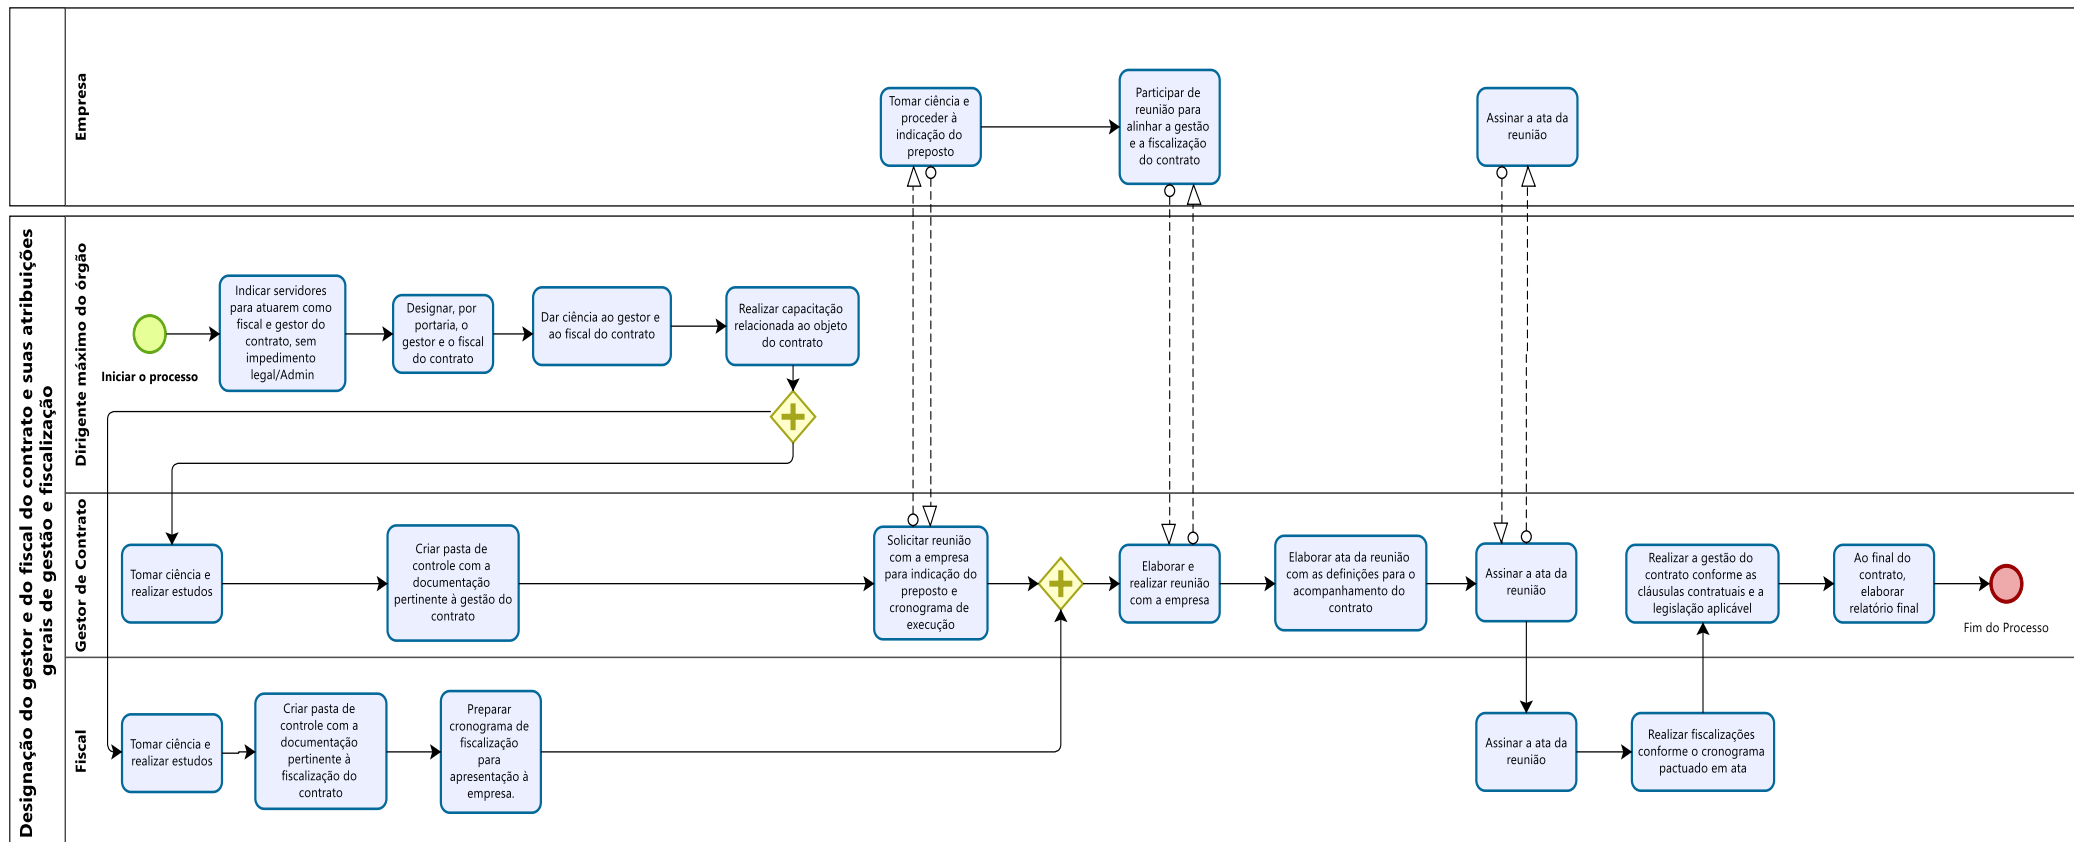 Empresa
Tomar ciência e
proceder à
indicação do
preposto
Participar de
reunião para
alinhar a gestão
e a fiscalização
do contrato
Assinar a ata da
reunião
Designação do gestor e do fiscal do contrato e suas atribuições
gerais de gestão e fiscalização
Dirigente máximo do órgão
Iniciar o processo
Indicar servidores
para atuarem como
fiscal e gestor do
contrato, sem
impedimento
legal/Admin
Designar, por
portaria, o
gestor e o fiscal
do contrato
Dar ciência ao gestor e
ao fiscal do contrato
Realizar capacitação
relacionada ao objeto
do contrato
Gestor de Contrato
Tomar ciência e
realizar estudos
Criar pasta de
controle com a
documentação
pertinente à gestão do
contrato
Solicitar reunião
com a empresa
para indicação do
preposto e
cronograma de
execução
Elaborar e
realizar reunião
com a empresa
Elaborar ata da reunião
com as definições para o
acompanhamento do
contrato
Assinar a ata da
reunião
Realizar a gestão do
contrato conforme as
cláusulas contratuais e a
legislação aplicável
Ao final do
contrato,
elaborar
relatório final
Fim do Processo
Fiscal
Tomar ciência e
realizar estudos
Criar pasta de
controle com a
documentação
pertinente à
fiscalização do
contrato
Preparar
cronograma de
fiscalização
para
apresentação à
empresa.
Assinar a ata da
reunião
Realizar fiscalizações
conforme o cronograma
pactuado em ata